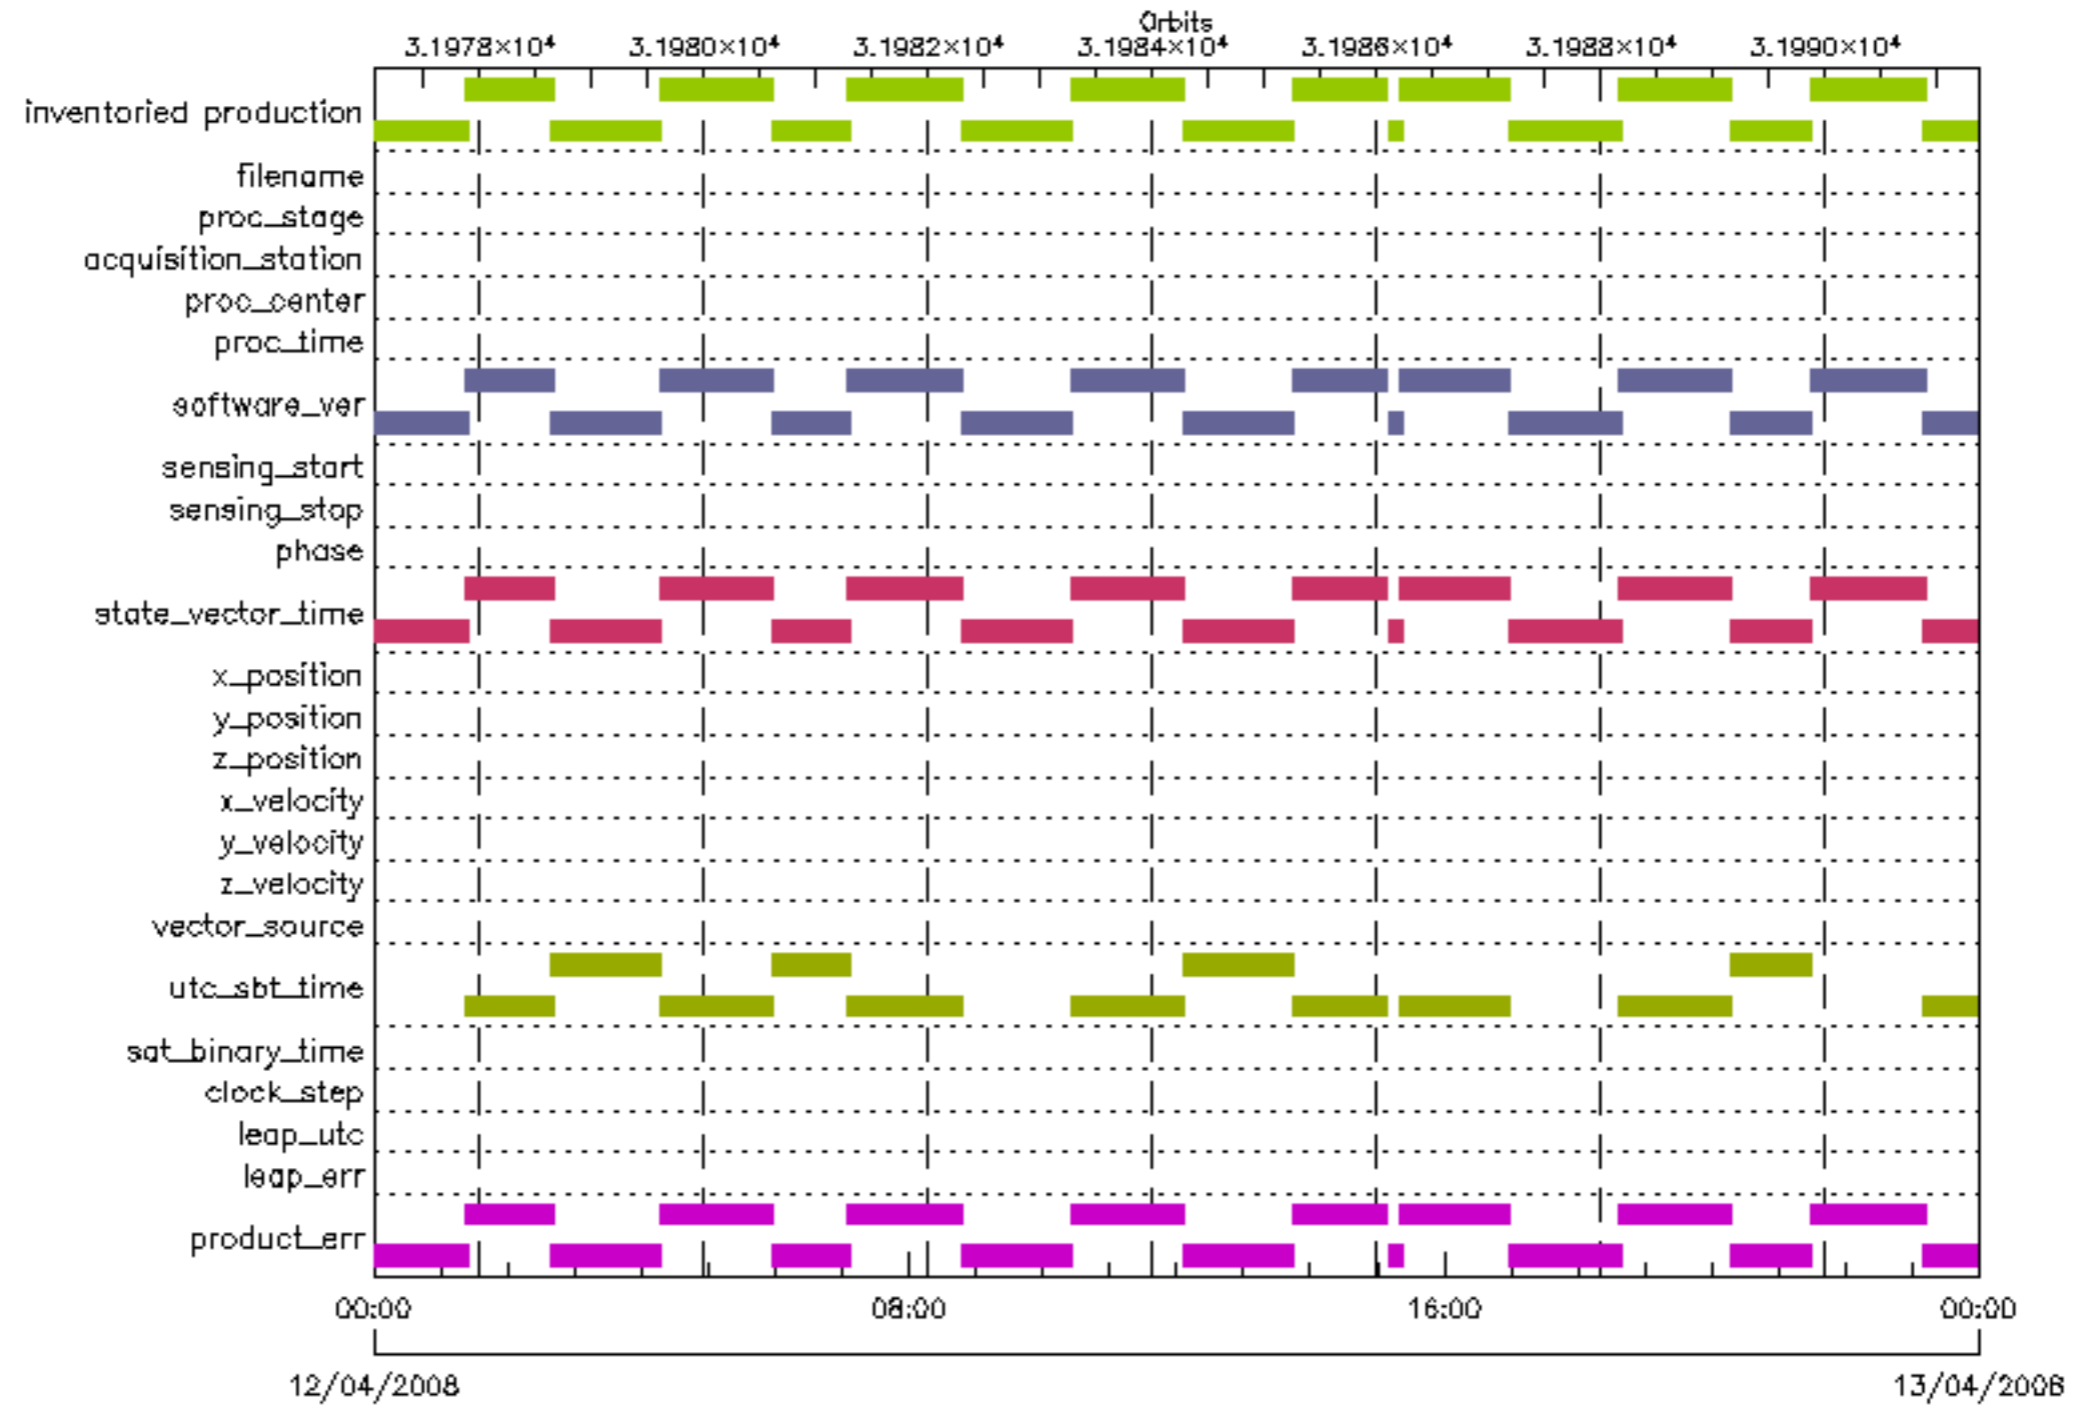 Orbits
3.1978×10⁴ 3.1980×10⁴ 3.1982×10⁴ 3.1984×10⁴ 3.1986×10⁴ 3.1988×10⁴ 3.1990×10⁴
inventoried production
filename
proc_stage
acquisition_station
proc_center
proc_time
software_ver
sensing_start
sensing_stop
phase
state_vector_time
x_position
y_position
z_position
x_velocity
y_velocity
z_velocity
vector_source
utc_sbt_time
sat_binary_time
clock_step
leap_utc
leap_err
product_err
00:00 08:00 16:00 00:00
12/04/2008 13/04/2008